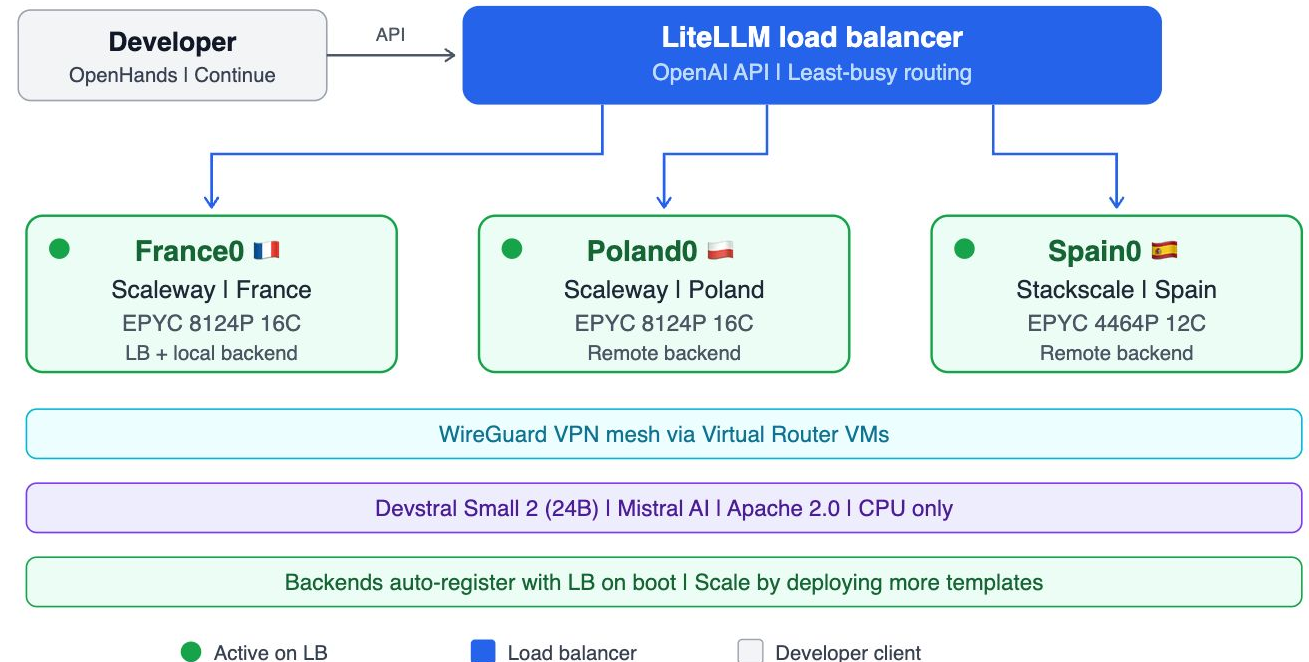 Developer
OpenHands | Continue
API
LiteLLM load balancer
OpenAI API | Least-busy routing
France0 🇫🇷
Scaleway | France
EPYC 8124P 16C
LB + local backend
Poland0 🇵🇱
Scaleway | Poland
EPYC 8124P 16C
Remote backend
Spain0 🇪🇸
Stackscale | Spain
EPYC 4464P 12C
Remote backend
WireGuard VPN mesh via Virtual Router VMs
Devstral Small 2 (24B) | Mistral AI | Apache 2.0 | CPU only
Backends auto-register with LB on boot | Scale by deploying more templates
Active on LB
Load balancer
Developer client